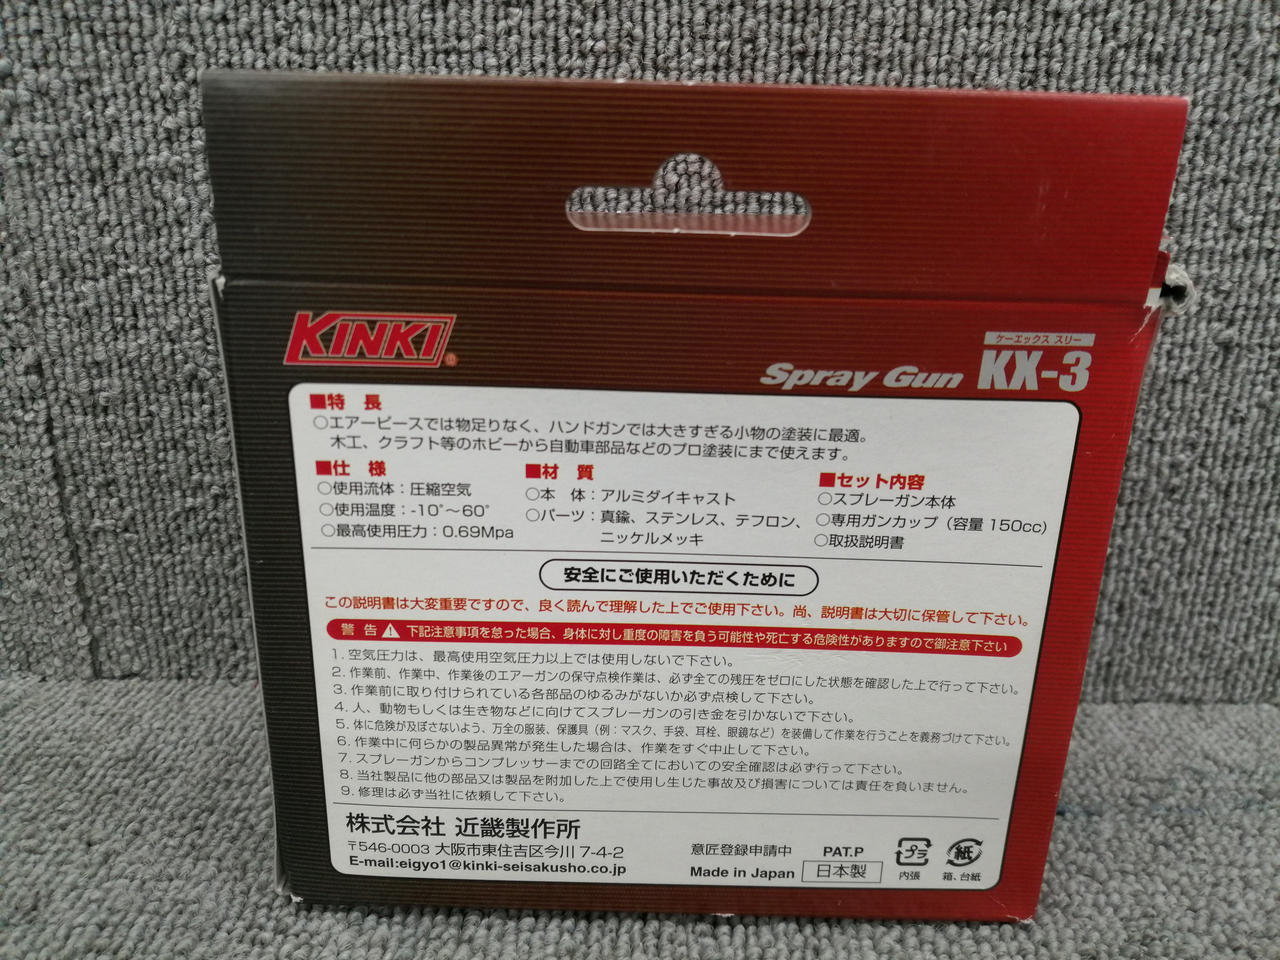 KINKI®
ケーエックス スリー
Spray Gun KX-3
■特 長
○エアーピースでは物足りなく、ハンドガンでは大きすぎる小物の塗装に最適。
木工、クラフト等のホビーから自動車部品などのプロ塗装にまで使えます。
■仕 様
○使用流体：圧縮空気
○使用温度：-10°〜60°
○最高使用圧力：0.69Mpa
■材 質
○本 体：アルミダイキャスト
○パーツ：真鍮、ステンレス、テフロン、
ニッケルメッキ
■セット内容
○スプレーガン本体
○専用ガンカップ（容量 150cc）
○取扱説明書
安全にご使用いただくために
この説明書は大変重要ですので、良く読んで理解した上でご使用下さい。尚、説明書は大切に保管して下さい。
警 告 ⚠ 下記注意事項を怠った場合、身体に対し重度の障害を負う可能性や死亡する危険性がありますので御注意下さい
1. 空気圧力は、最高使用空気圧力以上では使用しないで下さい。
2. 作業前、作業中、作業後のエアーガンの保守点検作業は、必ず全ての残圧をゼロにした状態を確認した上で行って下さい。
3. 作業前に取り付けられている各部品のゆるみがないか必ず点検して下さい。
4. 人、動物もしくは生き物などに向けてスプレーガンの引き金を引かないで下さい。
5. 体に危険が及ぼさないよう、万全の服装、保護具（例：マスク、手袋、耳栓、眼鏡など）を装備して作業を行うことを義務づけて下さい。
6. 作業中に何らかの製品異常が発生した場合は、作業をすぐ中止して下さい。
7. スプレーガンからコンプレッサーまでの回路全てにおいての安全確認は必ず行って下さい。
8. 当社製品に他の部品又は製品を附加した上で使用し生じた事故及び損害については責任を負いません。
9. 修理は必ず当社に依頼して下さい。
株式会社 近畿製作所
〒546-0003 大阪市東住吉区今川 7-4-2
E-mail:eigyo1@kinki-seisakusho.co.jp
意匠登録申請中 PAT.P
Made in Japan 日本製
プラ
内張
紙
箱、台紙